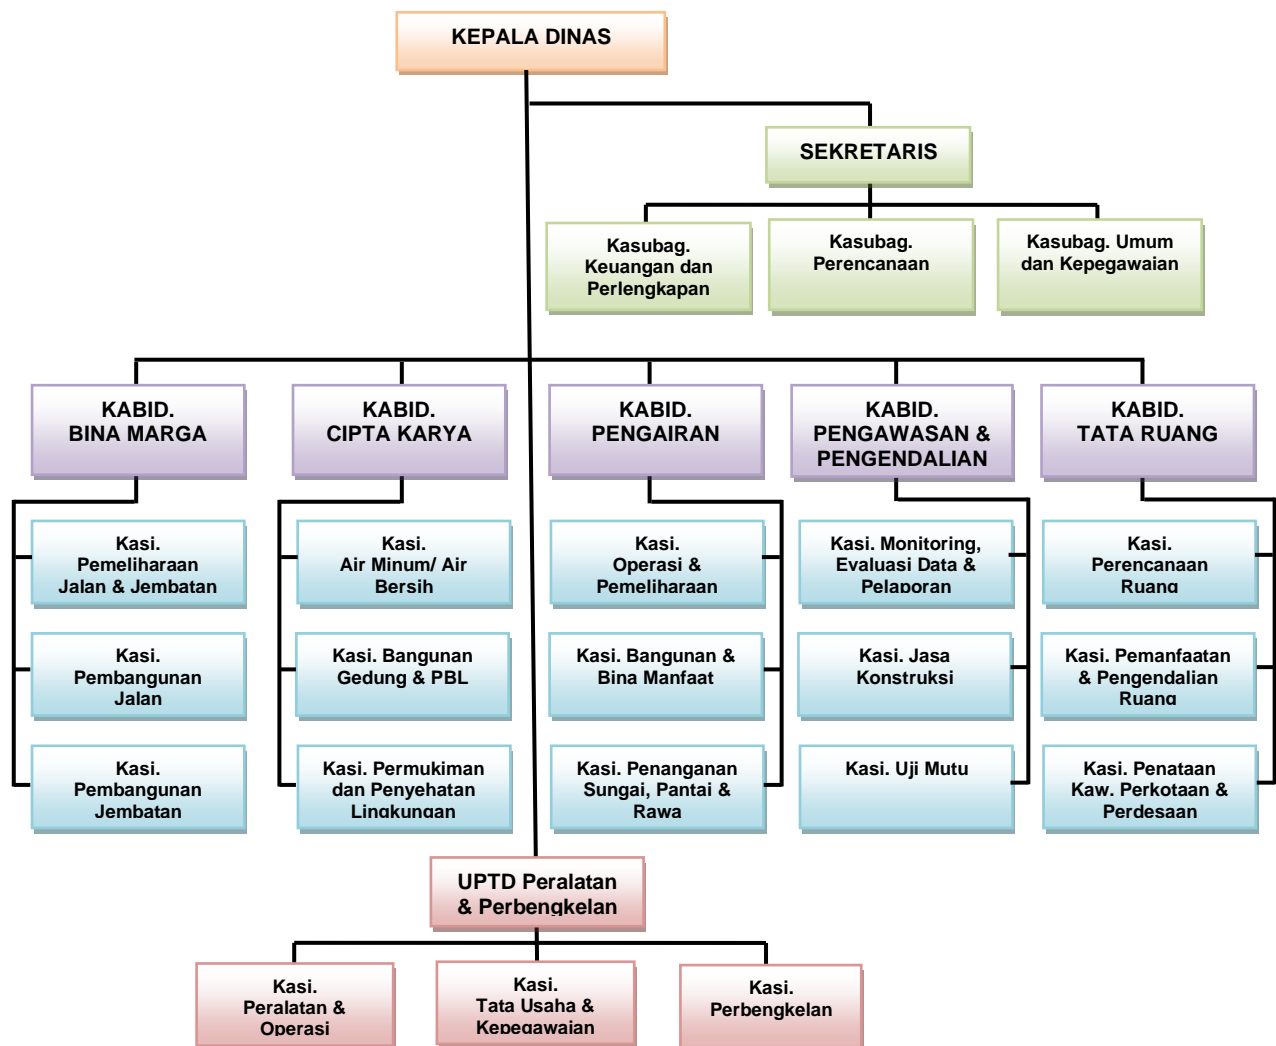 KEPALA DINAS
SEKRETARIS
Kasubag.
Keuangan dan
Perlengkapan
Kasubag.
Perencanaan
Kasubag. Umum
dan Kepegawaian
KABID.
BINA MARGA
KABID.
CIPTA KARYA
KABID.
PENGAIRAN
KABID.
PENGAWASAN &
PENGENDALIAN
KABID.
TATA RUANG
Kasi.
Pemeliharaan
Jalan & Jembatan
Kasi.
Air Minum/ Air
Bersih
Kasi.
Operasi &
Pemeliharaan
Kasi. Monitoring,
Evaluasi Data &
Pelaporan
Kasi.
Perencanaan
Ruang
Kasi.
Pembangunan
Jalan
Kasi. Bangunan
Gedung & PBL
Kasi. Bangunan &
Bina Manfaat
Kasi. Jasa
Konstruksi
Kasi. Pemanfaatan
& Pengendalian
Ruang
Kasi.
Pembangunan
Jembatan
Kasi. Permukiman
dan Penyehatan
Lingkungan
Kasi. Penanganan
Sungai, Pantai &
Rawa
Kasi. Uji Mutu
Kasi. Penataan
Kaw. Perkotaan &
Perdesaan
UPTD Peralatan
& Perbengkelan
Kasi.
Peralatan &
Operasi
Kasi.
Tata Usaha &
Kepegawaian
Kasi.
Perbengkelan